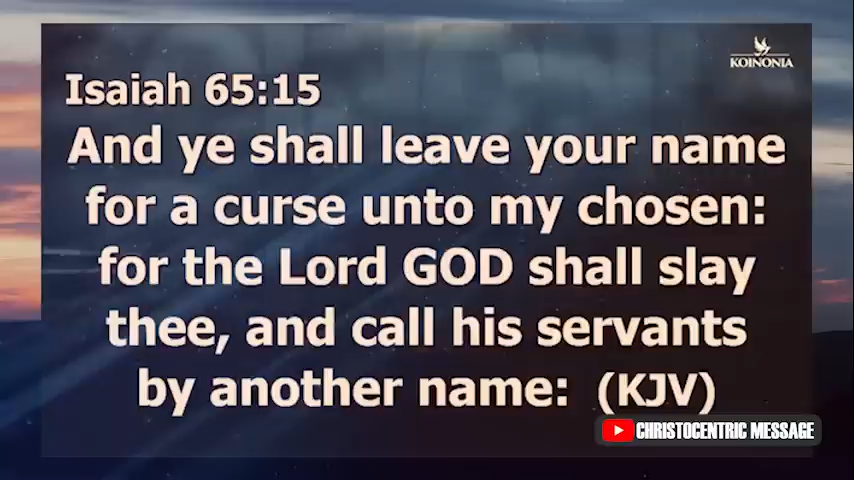 KOINONIA
Isaiah 65:15
And ye shall leave your name
for a curse unto my chosen:
for the Lord GOD shall slay
thee, and call his servants
by another name: (KJV)
CHRISTOCENTRIC MESSAGE